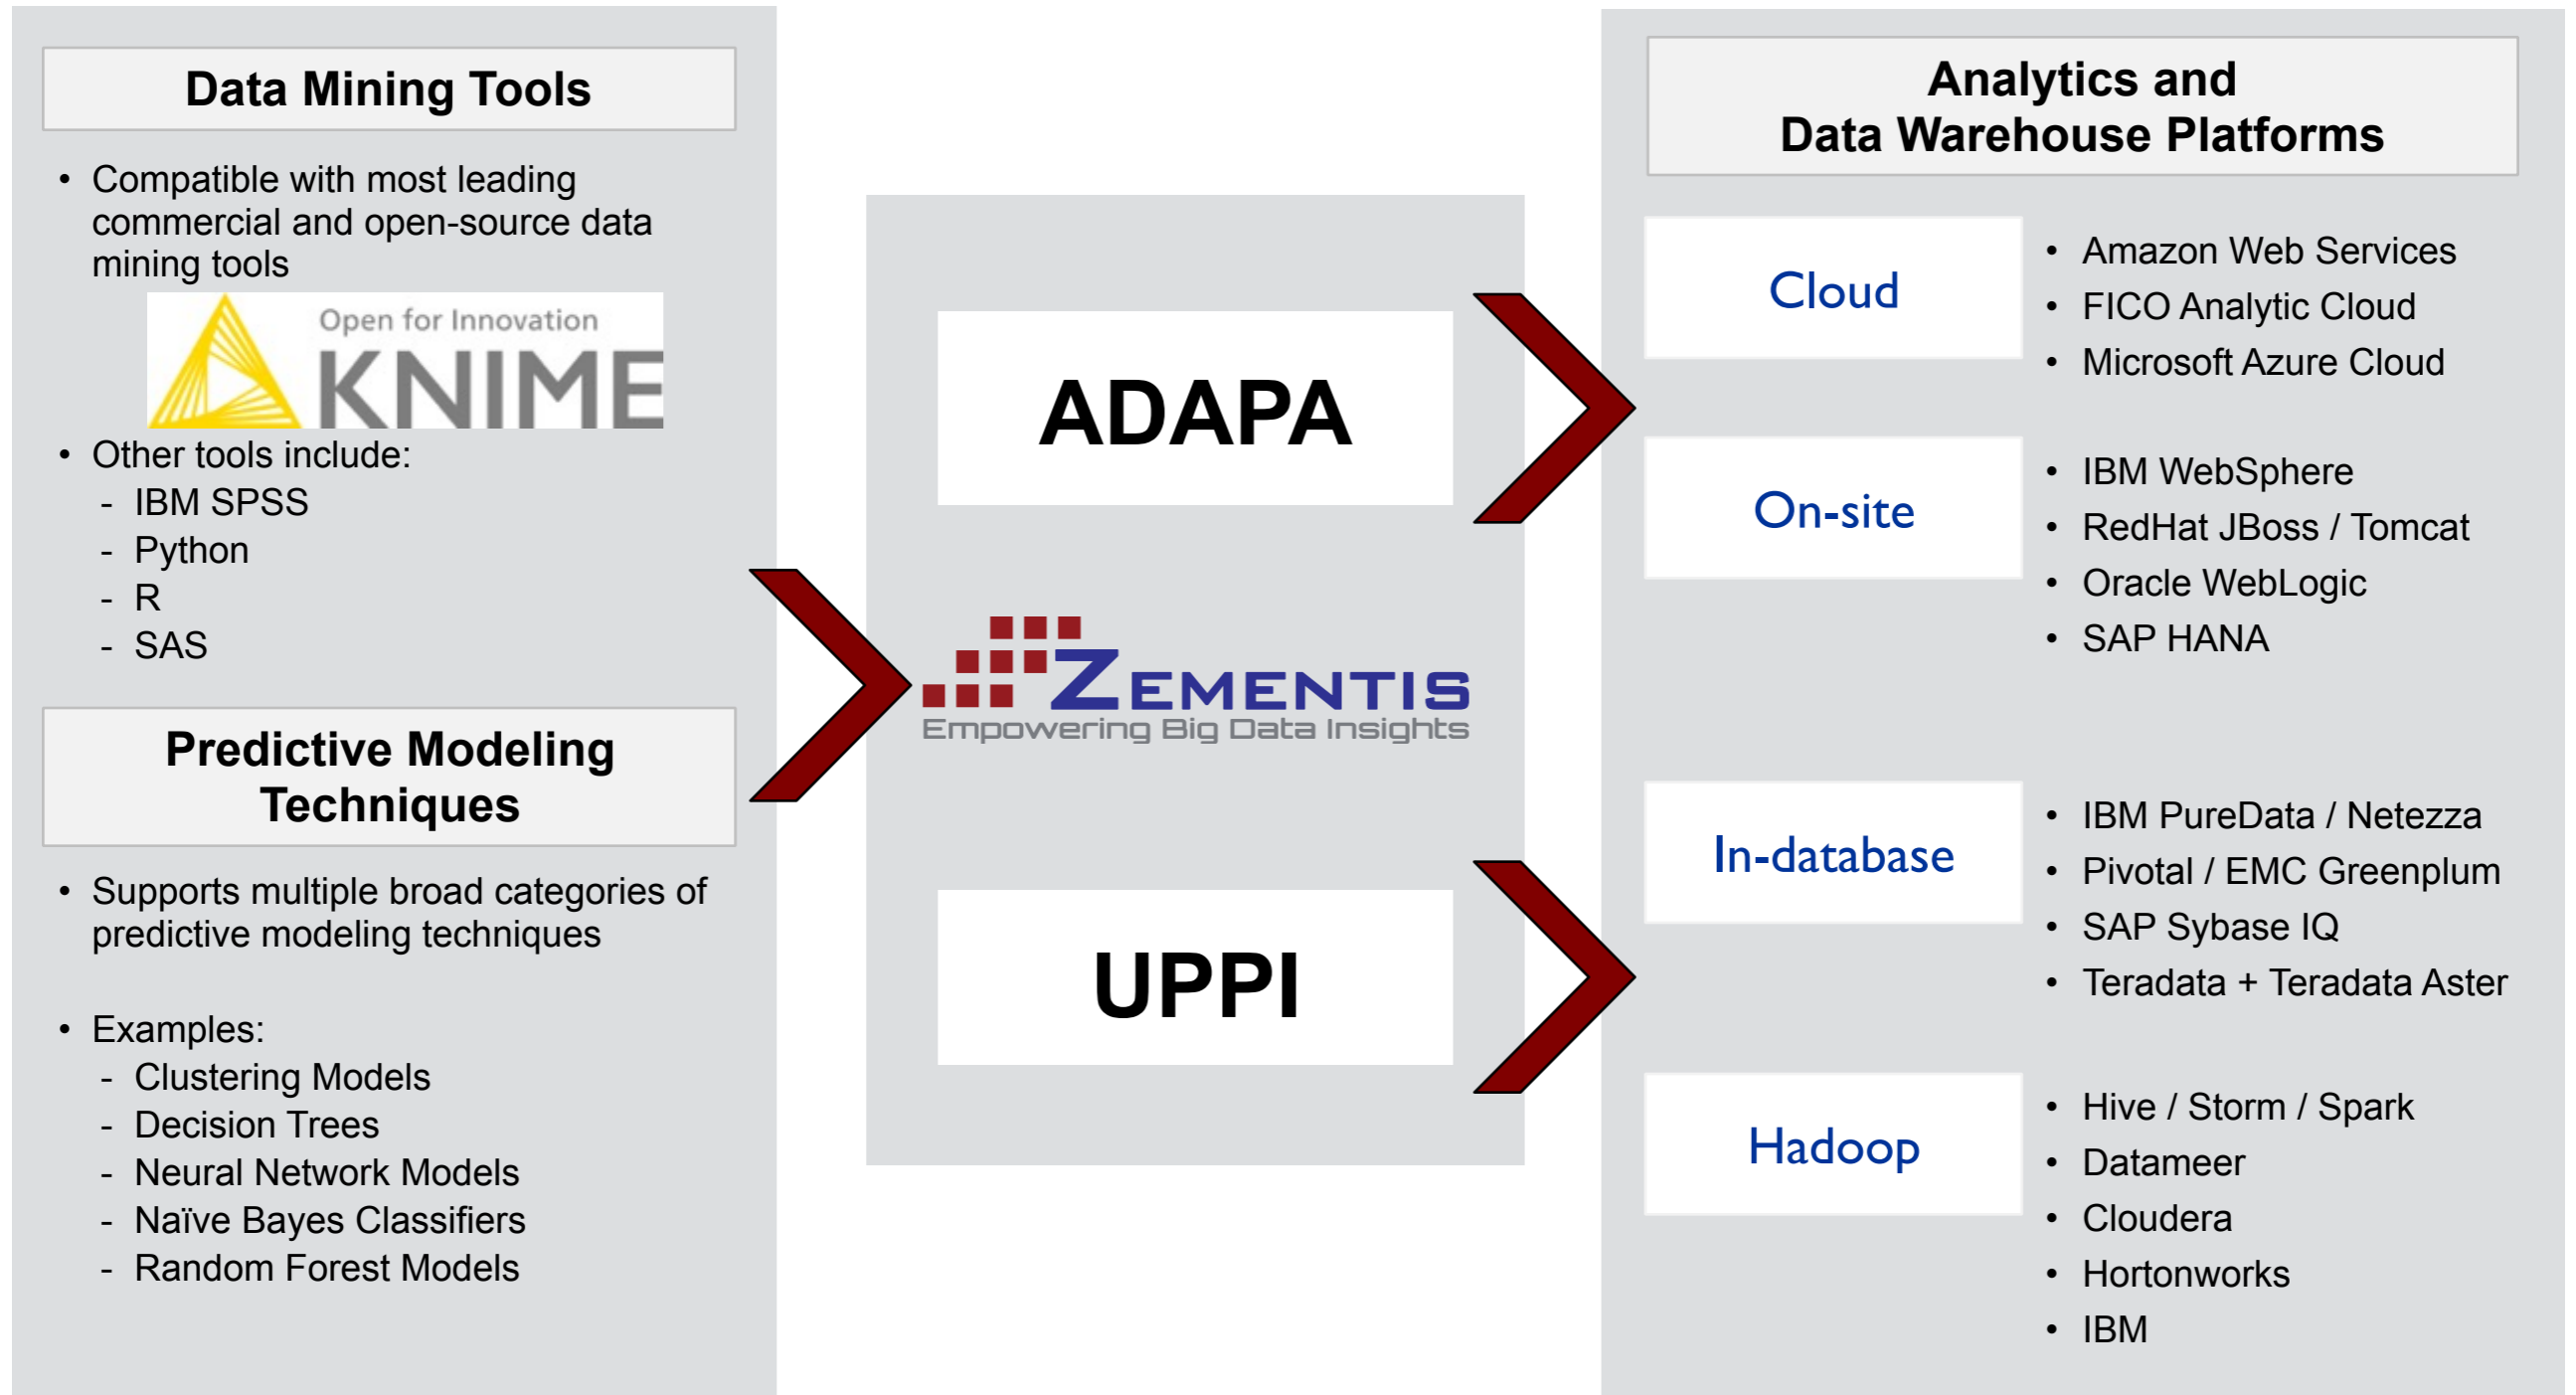 Data Mining Tools
• Compatible with most leading
commercial and open-source data
mining tools
Open for Innovation
KNIME
• Other tools include:
- IBM SPSS
- Python
- R
- SAS
Predictive Modeling
Techniques
• Supports multiple broad categories of
predictive modeling techniques
• Examples:
- Clustering Models
- Decision Trees
- Neural Network Models
- Naïve Bayes Classifiers
- Random Forest Models
ADAPA
ZEMENTIS
Empowering Big Data Insights
UPPI
Analytics and
Data Warehouse Platforms
Cloud
• Amazon Web Services
• FICO Analytic Cloud
• Microsoft Azure Cloud
On-site
• IBM WebSphere
• RedHat JBoss / Tomcat
• Oracle WebLogic
• SAP HANA
In-database
• IBM PureData / Netezza
• Pivotal / EMC Greenplum
• SAP Sybase IQ
• Teradata + Teradata Aster
Hadoop
• Hive / Storm / Spark
• Datameer
• Cloudera
• Hortonworks
• IBM